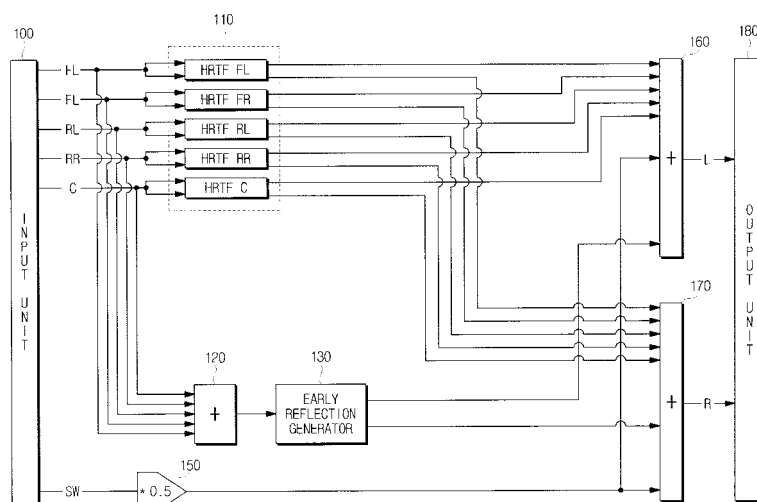 100
110
160
180
FL
HRTF FL
FL
HRTF FR
RL
HRTF RL
RR
HRTF RR
C
HRTF C
+
L
INPUT UNIT
OUTPUT UNIT
170
120
130
+
EARLY
REFLECTION
GENERATOR
+
R
150
SW
* 0.5